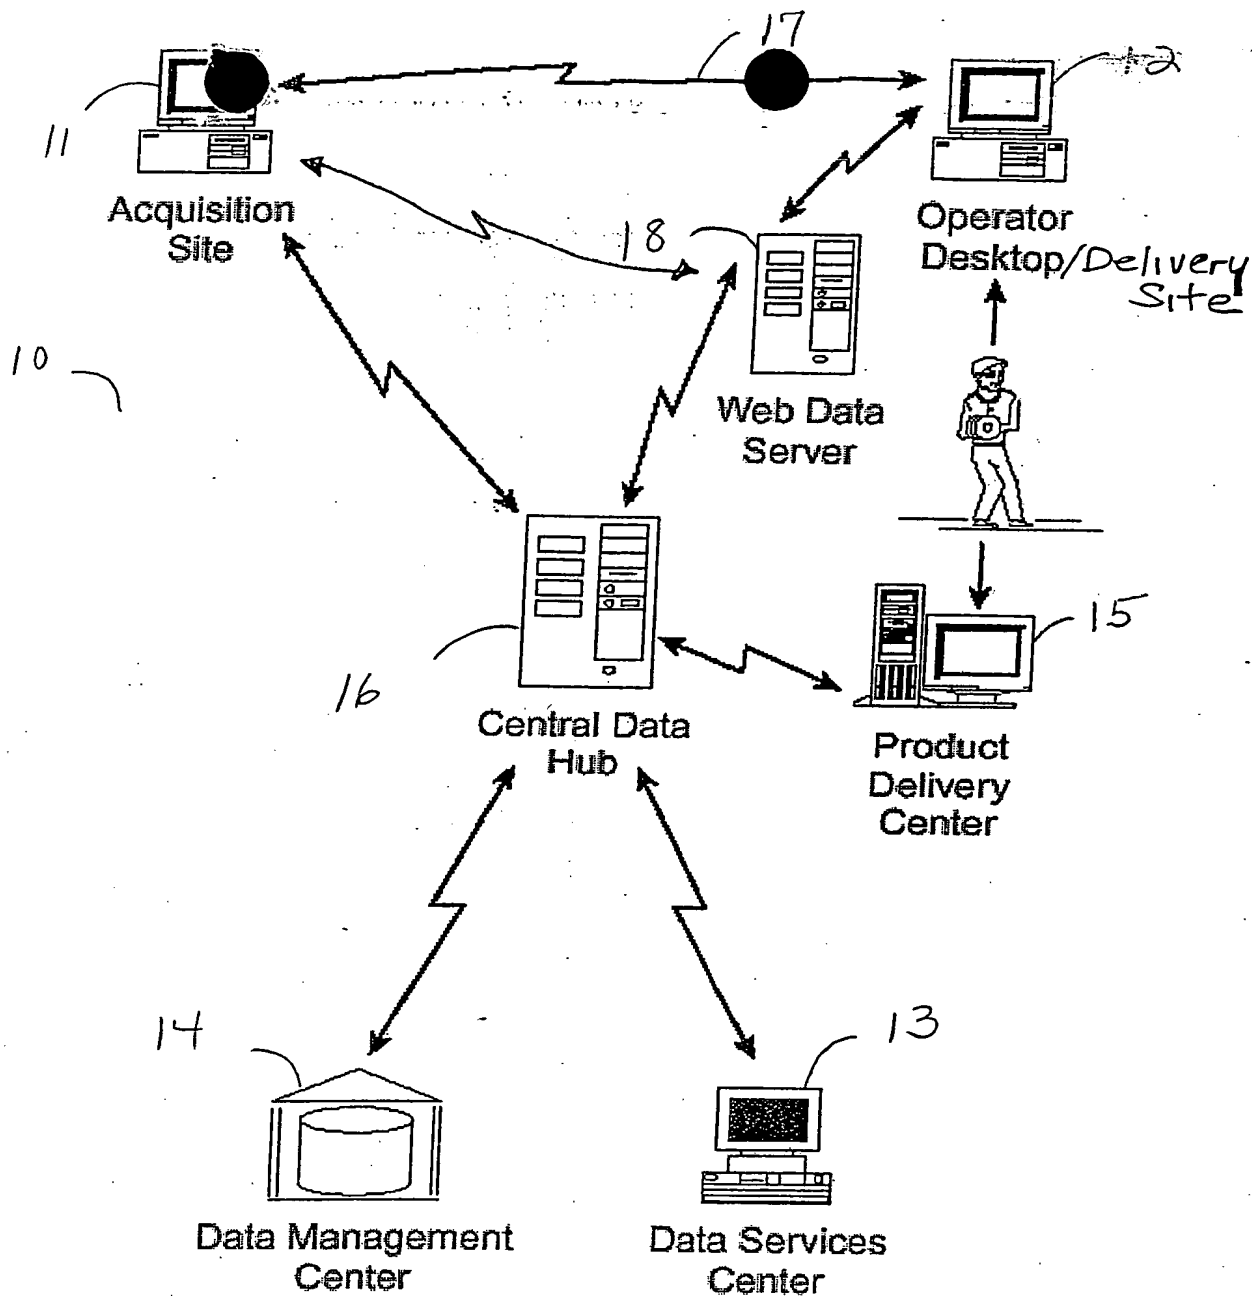 17
12
11
Acquisition
Site
Operator
Desktop/Delivery
Site
18
10
Web Data
Server
15
16
Central Data
Hub
Product
Delivery
Center
14
13
Data Management
Center
Data Services
Center